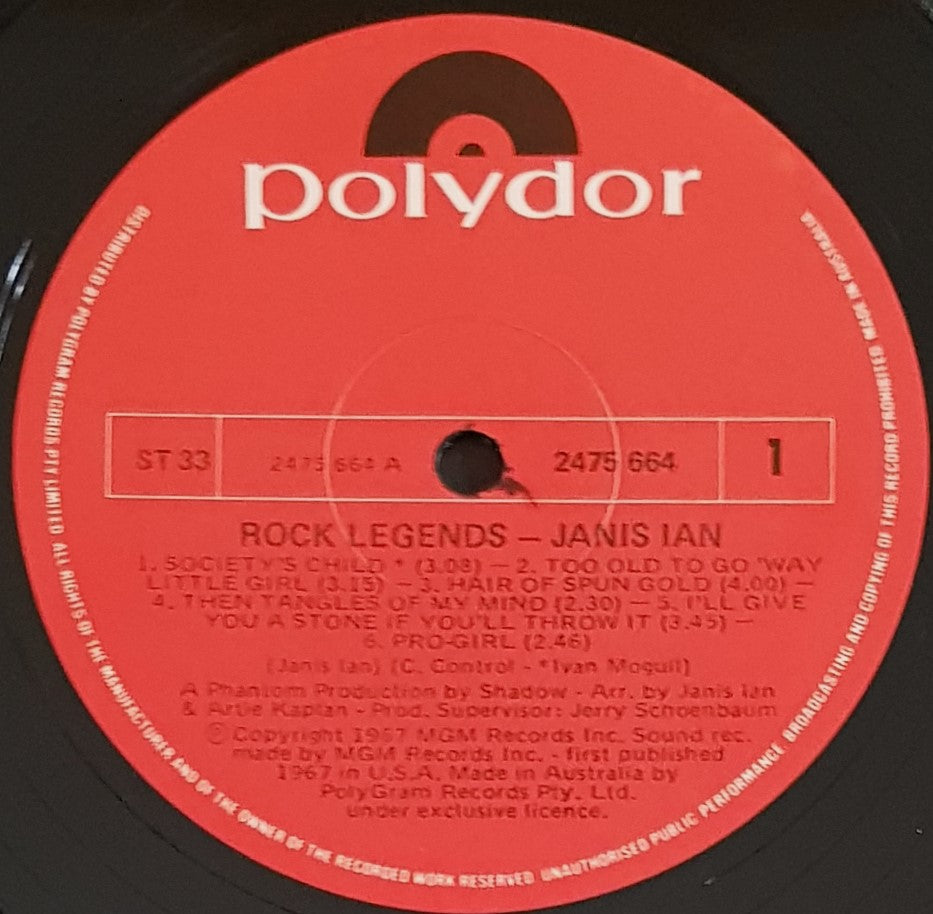 polydor
ST 33 2475 664 A 2475 664 1
ROCK LEGENDS – JANIS IAN
1. SOCIETY'S CHILD * (3.08) – 2. TOO OLD TO GO 'WAY
LITTLE GIRL (3.15) – 3. HAIR OF SPUN GOLD (4.00) –
4. THEN TANGLES OF MY MIND (2.30) – 5. I'LL GIVE
YOU A STONE IF YOU'LL THROW IT (3.45) –
6. PRO-GIRL (2.46)
(Janis Ian) (C. Control - *Ivan Mogull)
A Phantom Production by Shadow - Arr. by Janis Ian
& Artie Kaplan - Prod. Supervisor: Jerry Schoenbaum
Ⓟ Copyright 1967 MGM Records Inc. Sound rec.
made by MGM Records Inc. - first published
1967 in U.S.A. Made in Australia by
PolyGram Records Pty. Ltd.
under exclusive licence.
DISTRIBUTED BY POLYGRAM RECORDS PTY LIMITED. ALL RIGHTS OF THE MANUFACTURER AND OF THE OWNER OF THE RECORDED WORK RESERVED. UNAUTHORISED PUBLIC PERFORMANCE, BROADCASTING AND COPYING OF THIS RECORD PROHIBITED. MADE IN AUSTRALIA